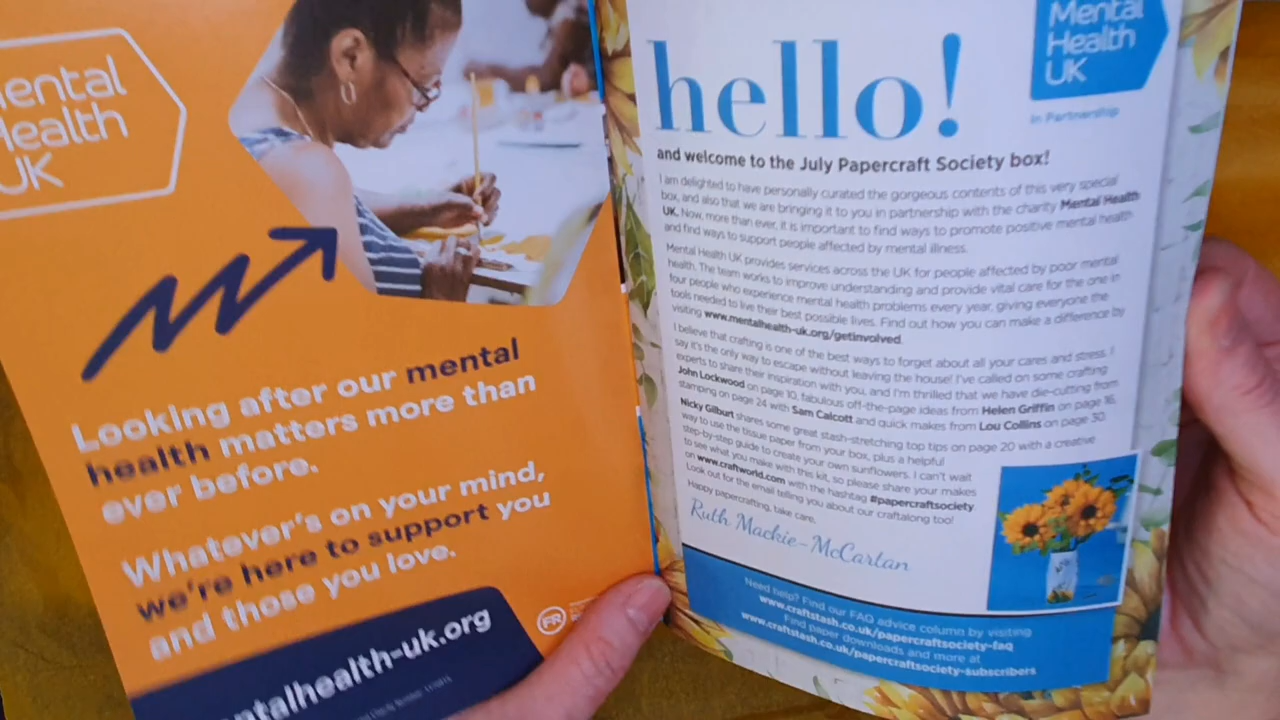 ental
Health
UK
Looking after our mental
health matters more than
ever before.
Whatever's on your mind,
we're here to support you
and those you love.
ntalhealth-uk.org
FR
Mental
Health
UK
In Partnership
hello!
and welcome to the July Papercraft Society box!
I am delighted to have personally curated the gorgeous contents of this very special
box, and also that we are bringing it to you in partnership with the charity Mental Health
UK. Now, more than ever, it is important to find ways to promote positive mental health
and find ways to support people affected by mental illness.
Mental Health UK provides services across the UK for people affected by poor mental
health. The team works to improve understanding and provide vital care for the one in
four people who experience mental health problems every year, giving everyone the
tools needed to live their best possible lives. Find out how you can make a difference by
visiting www.mentalhealth-uk.org/getinvolved.
I believe that crafting is one of the best ways to forget about all your cares and stress. I
say it's the only way to escape without leaving the house! I've called on some crafting
experts to share their inspiration with you, and I'm thrilled that we have die-cutting from
John Lockwood on page 10, fabulous off-the-page ideas from Helen Griffin on page 16,
stamping on page 24 with Sam Calcott and quick makes from Lou Collins on page 30.
Nicky Gilburt shares some great stash-stretching top tips on page 20 with a creative
way to use the tissue paper from your box, plus a helpful
step-by-step guide to create your own sunflowers. I can't wait
to see what you make with this kit, so please share your makes
on www.craftworld.com with the hashtag #papercraftsociety.
Look out for the email telling you about our craftalong too!
Happy papercrafting, take care,
Ruth Mackie-McCartan
Need help? Find our FAQ advice column by visiting
www.craftstash.co.uk/papercraftsociety-faq
Find paper downloads and more at
www.craftstash.co.uk/papercraftsociety-subscribers